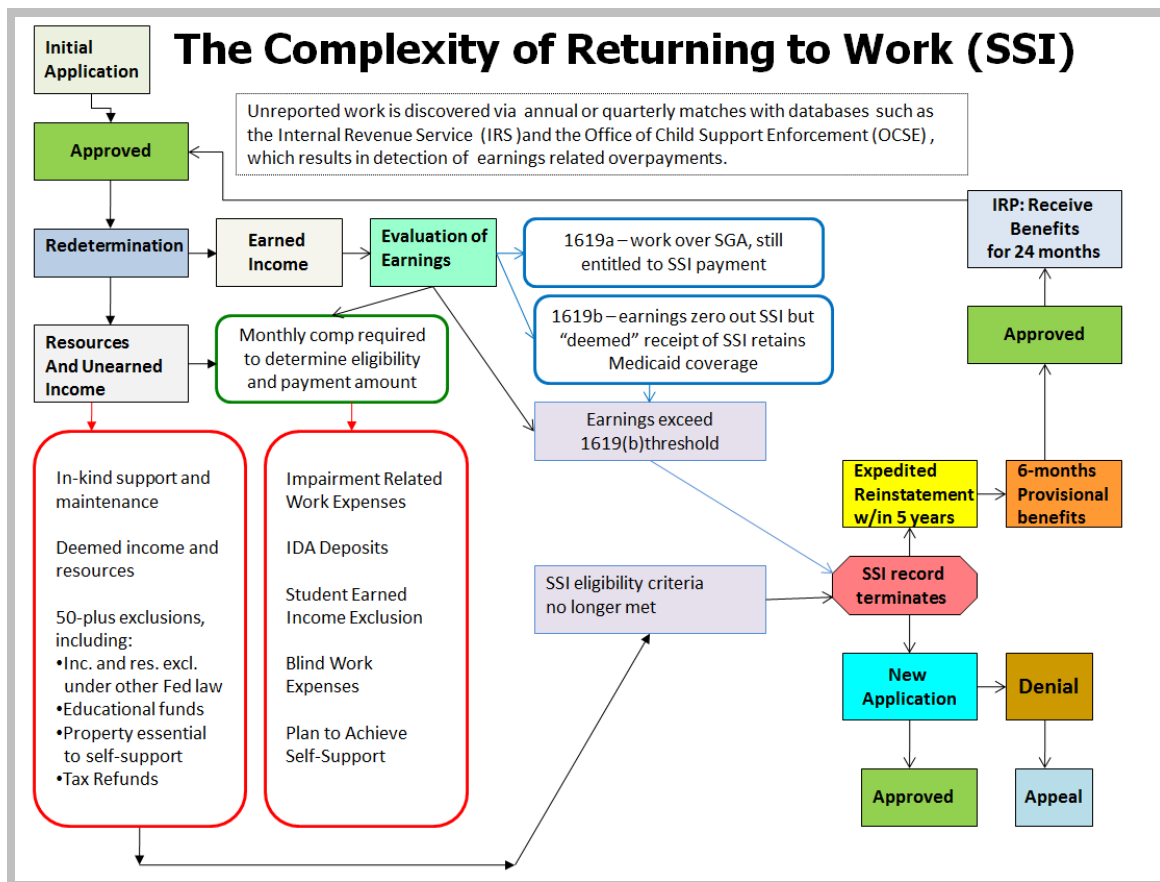 Initial
Application
The Complexity of Returning to Work (SSI)
Unreported work is discovered via annual or quarterly matches with databases such as
the Internal Revenue Service (IRS )and the Office of Child Support Enforcement (OCSE) ,
which results in detection of earnings related overpayments.
Approved
IRP: Receive
Benefits
for 24 months
Redetermination
Earned
Income
Evaluation of
Earnings
1619a – work over SGA, still
entitled to SSI payment
1619b – earnings zero out SSI but
“deemed” receipt of SSI retains
Medicaid coverage
Approved
Resources
And Unearned
Income
Monthly comp required
to determine eligibility
and payment amount
Earnings exceed
1619(b)threshold
In-kind support and
maintenance
Deemed income and
resources
50-plus exclusions,
including:
•Inc. and res. excl.
under other Fed law
•Educational funds
•Property essential
to self-support
•Tax Refunds
Impairment Related
Work Expenses
IDA Deposits
Student Earned
Income Exclusion
Blind Work
Expenses
Plan to Achieve
Self-Support
Expedited
Reinstatement
w/in 5 years
6-months
Provisional
benefits
SSI eligibility criteria
no longer met
SSI record
terminates
New
Application
Denial
Approved
Appeal